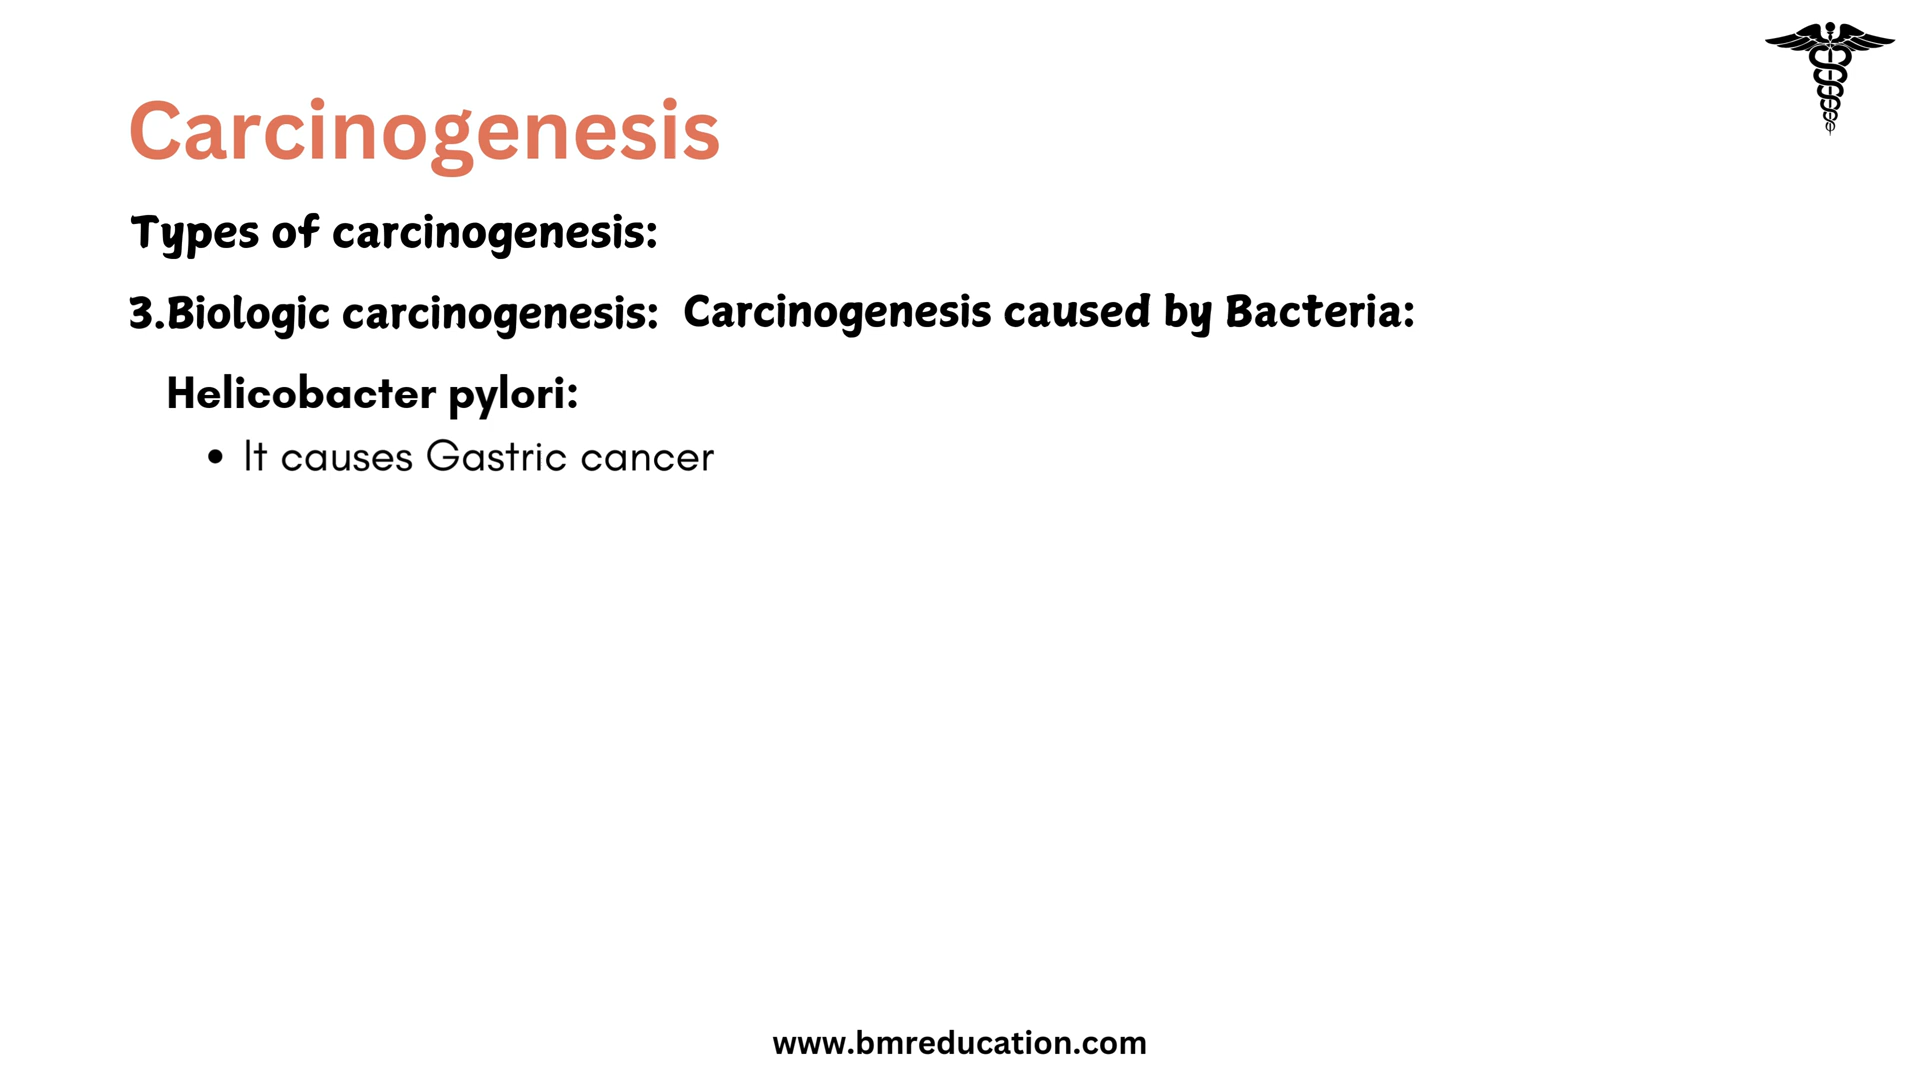 Carcinogenesis
Types of carcinogenesis:
3.Biologic carcinogenesis: Carcinogenesis caused by Bacteria:
Helicobacter pylori:
• It causes Gastric cancer
www.bmreducation.com